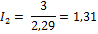 I₂ = 3/2,29 = 1,31